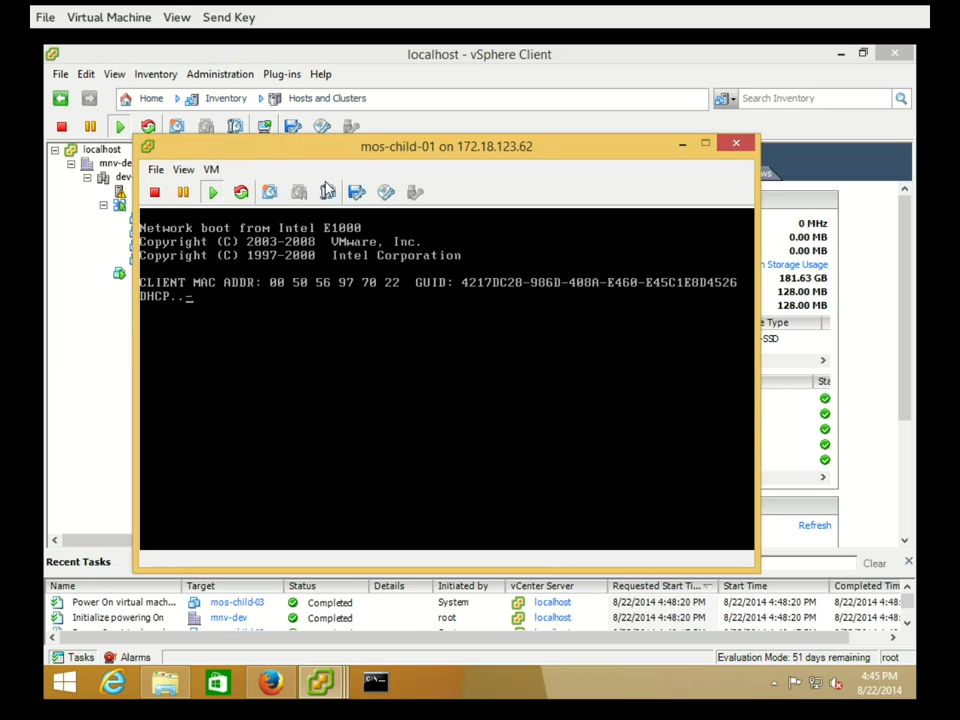 File Virtual Machine View Send Key
localhost - vSphere Client
File Edit View Inventory Administration Plug-ins Help
Home Inventory Hosts and Clusters
Search Inventory
localhost
mnv-de
dev
mos-child-01 on 172.18.123.62
File View VM
Network boot from Intel E1000
Copyright (C) 2003-2008 VMware, Inc.
Copyright (C) 1997-2000 Intel Corporation
CLIENT MAC ADDR: 00 50 56 97 70 22 GUID: 4217DC28-986D-408A-E460-E45C1E8D4526
DHCP..-
ws
0 MHz
0.00 MB
0.00 MB
n Storage Usage
181.63 GB
128.00 MB
128.00 MB
e Type
-SSD
Sta
Refresh
Recent Tasks
Clear
Name Target Status Details Initiated by vCenter Server Requested Start Ti... Start Time Completed Tim
Power On virtual mach... mos-child-03 Completed System localhost 8/22/2014 4:48:20 PM 8/22/2014 4:48:20 PM 8/22/2014 4:48:
Initialize powering On mnv-dev Completed root localhost 8/22/2014 4:48:20 PM 8/22/2014 4:48:20 PM 8/22/2014 4:48:
Tasks Alarms
Evaluation Mode: 51 days remaining root
4:45 PM
8/22/2014